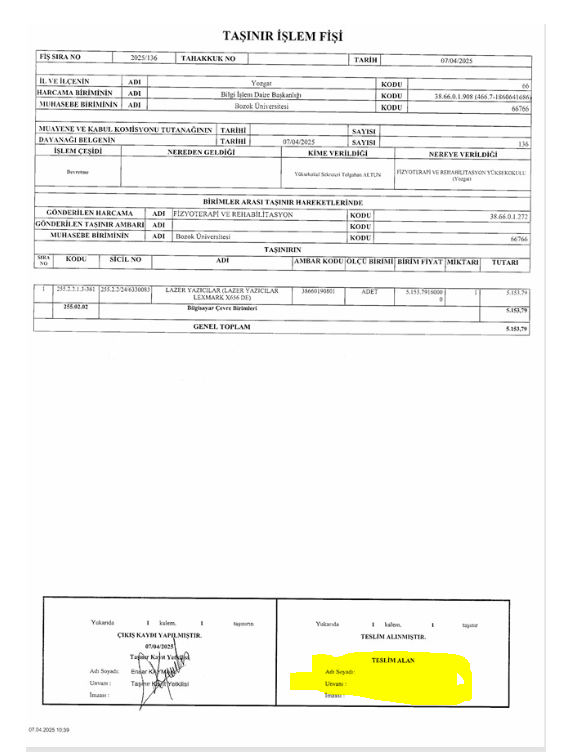 TAŞINIR İŞLEM FİŞİ
FİŞ SIRA NO 2025/136 TAHAKKUK NO TARİH 07/04/2025
İL VE İLÇENİN ADI Yozgat KODU 66
HARCAMA BİRİMİNİN ADI Bilgi İşlem Daire Başkanlığı KODU 38.66.0.1.908 (466.7-1860641686)
MUHASEBE BİRİMİNİN ADI Bozok Üniversitesi KODU 66766
MUAYENE VE KABUL KOMİSYONU TUTANAĞININ TARİHİ SAYISI
DAYANAĞI BELGENİN TARİHİ 07/04/2025 SAYISI 136
İŞLEM ÇEŞİDİ NEREDEN GELDİĞİ KİME VERİLDİĞİ NEREYE VERİLDİĞİ
Devretme Yüksekokul Sekreteri Tolgahan ALTUN FİZYOTERAPİ VE REHABİLİTASYON YÜKSEKOKULU
(Yozgat)
BİRİMLER ARASI TAŞINIR HAREKETLERİNDE
GÖNDERİLEN HARCAMA ADI FİZYOTERAPİ VE REHABİLİTASYON KODU 38.66.0.1.272
GÖNDERİLEN TAŞINIR AMBARI ADI KODU
MUHASEBE BİRİMİNİN ADI Bozok Üniversitesi KODU 66766
TAŞINIRIN
SIRA NO KODU SİCİL NO ADI AMBAR KODU ÖLÇÜ BİRİMİ BİRİM FİYAT MİKTARI TUTARI
1 255.2.2.1.3-361 255.2.2/24/6330083 LAZER YAZICILAR (LAZER YAZICILAR 38660190801 ADET 5.153,7916000 1 5.153,79
LEXMARK X656 DE) 0
255.02.02 Bilgisayar Çevre Birimleri 5.153,79
GENEL TOPLAM 5.153,79
Yukarıda 1 kalem. 1 taşınırın
ÇIKIŞ KAYDI YAPILMIŞTIR.
07/04/2025
Taşınır Kayıt Yetkilisi
Adı Soyadı:
Unvanı : Taşınır Kayıt Yetkilisi
İmzası :
Yukarıda 1 kalem. 1 taşınır
TESLİM ALINMIŞTIR.
TESLİM ALAN
Adı Soyadı:
Unvanı :
İmzası :
07.04.2025 10:39